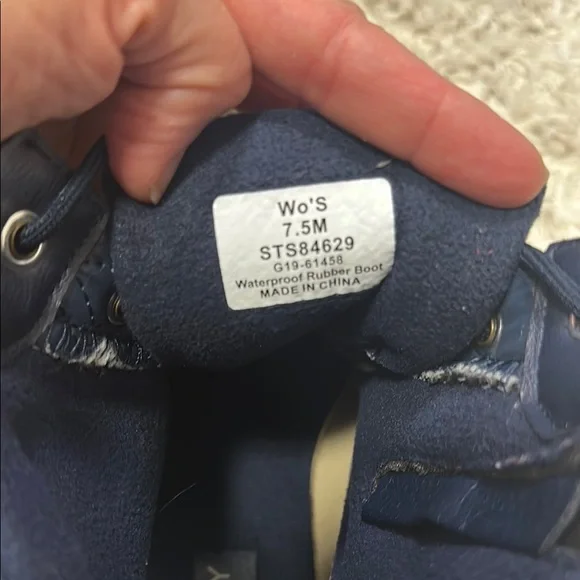 Wo'S
7.5M
STS84629
G19-61458
Waterproof Rubber Boot
MADE IN CHINA
Y